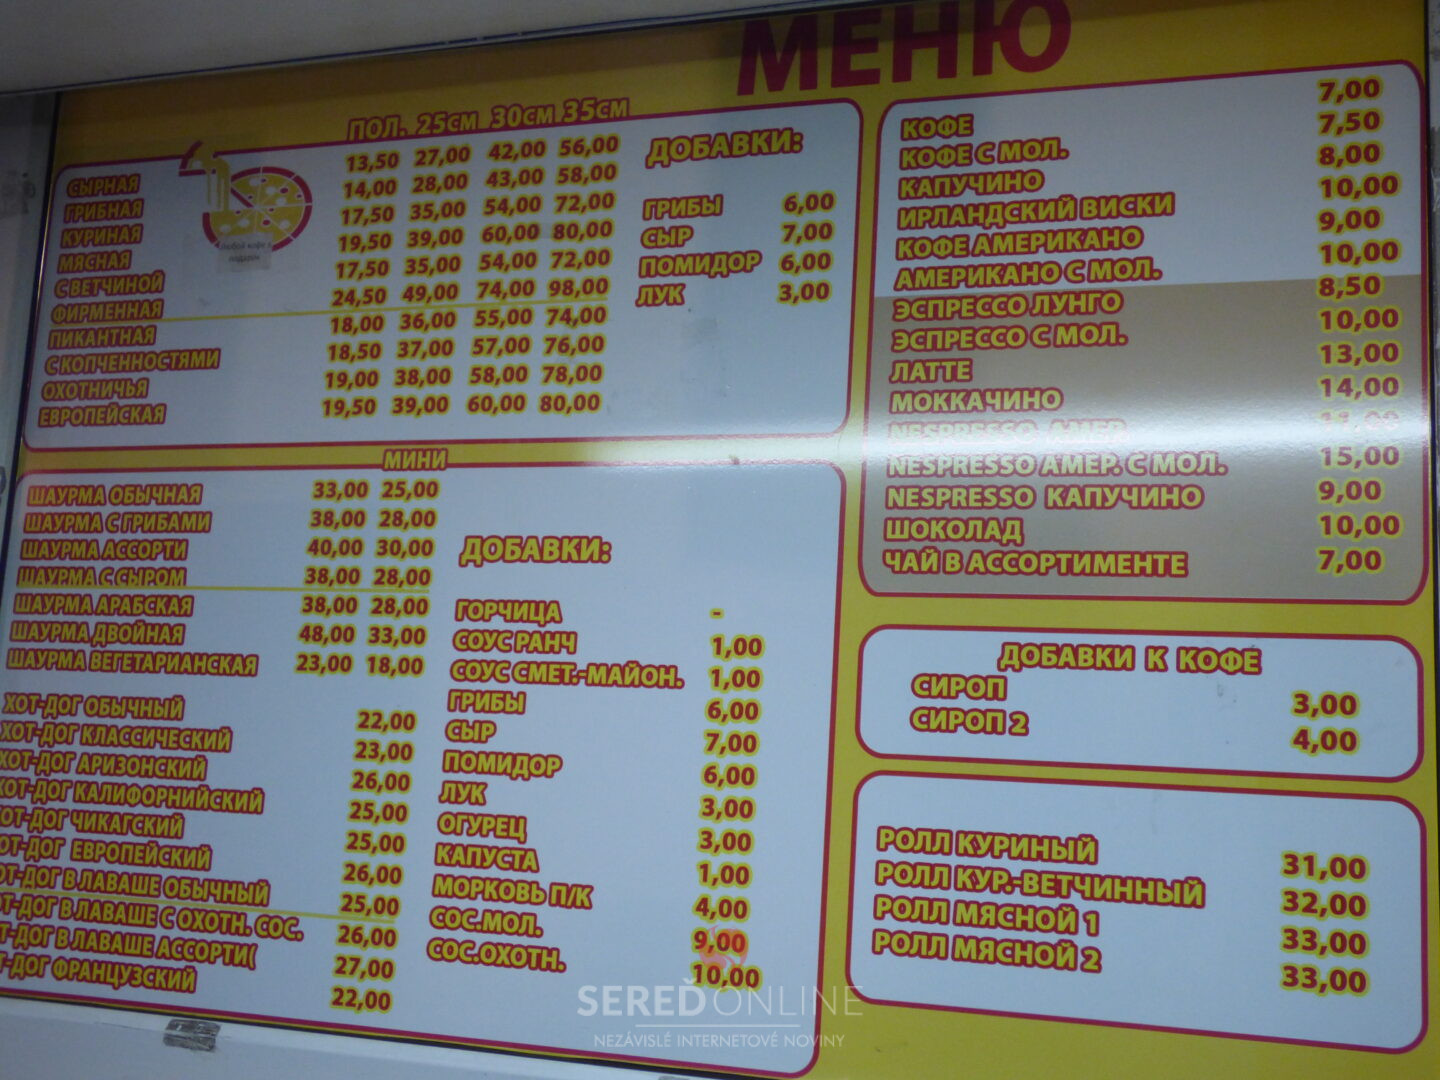 МЕНЮ
ПОЛ. 25см 30см 35см
СЫРНАЯ 13,50 27,00 42,00 56,00
ГРИБНАЯ 14,00 28,00 43,00 58,00
КУРИНАЯ 17,50 35,00 54,00 72,00
МЯСНАЯ 19,50 39,00 60,00 80,00
С ВЕТЧИНОЙ 17,50 35,00 54,00 72,00
ФИРМЕННАЯ 24,50 49,00 74,00 98,00
ПИКАНТНАЯ 18,00 36,00 55,00 74,00
С КОПЧЕННОСТЯМИ 18,50 37,00 57,00 76,00
ОХОТНИЧЬЯ 19,00 38,00 58,00 78,00
ЕВРОПЕЙСКАЯ 19,50 39,00 60,00 80,00
любой кофе в
подарок
ДОБАВКИ:
ГРИБЫ 6,00
СЫР 7,00
ПОМИДОР 6,00
ЛУК 3,00
МИНИ
ШАУРМА ОБЫЧНАЯ 33,00 25,00
ШАУРМА С ГРИБАМИ 38,00 28,00
ШАУРМА АССОРТИ 40,00 30,00
ШАУРМА С СЫРОМ 38,00 28,00
ШАУРМА АРАБСКАЯ 38,00 28,00
ШАУРМА ДВОЙНАЯ 48,00 33,00
ШАУРМА ВЕГЕТАРИАНСКАЯ 23,00 18,00
ХОТ-ДОГ ОБЫЧНЫЙ 22,00
ХОТ-ДОГ КЛАССИЧЕСКИЙ 23,00
ХОТ-ДОГ АРИЗОНСКИЙ 26,00
ХОТ-ДОГ КАЛИФОРНИЙСКИЙ 25,00
ХОТ-ДОГ ЧИКАГСКИЙ 25,00
ОТ-ДОГ ЕВРОПЕЙСКИЙ 26,00
ОТ-ДОГ В ЛАВАШЕ ОБЫЧНЫЙ 25,00
ОТ-ДОГ В ЛАВАШЕ С ОХОТН. СОС. 26,00
Т-ДОГ В ЛАВАШЕ АССОРТИ( 27,00
Т-ДОГ ФРАНЦУЗСКИЙ 22,00
ДОБАВКИ:
ГОРЧИЦА -
СОУС РАНЧ 1,00
СОУС СМЕТ.-МАЙОН. 1,00
ГРИБЫ 6,00
СЫР 7,00
ПОМИДОР 6,00
ЛУК 3,00
ОГУРЕЦ 3,00
КАПУСТА 1,00
МОРКОВЬ П/К 4,00
СОС.МОЛ. 9,00
СОС.ОХОТН. 10,00
КОФЕ 7,00
КОФЕ С МОЛ. 7,50
КАПУЧИНО 8,00
ИРЛАНДСКИЙ ВИСКИ 10,00
КОФЕ АМЕРИКАНО 9,00
АМЕРИКАНО С МОЛ. 10,00
ЭСПРЕССО ЛУНГО 8,50
ЭСПРЕССО С МОЛ. 10,00
ЛАТТЕ 13,00
МОККАЧИНО 14,00
NESPRESSO АМЕР. 11,00
NESPRESSO АМЕР. С МОЛ. 15,00
NESPRESSO КАПУЧИНО 9,00
ШОКОЛАД 10,00
ЧАЙ В АССОРТИМЕНТЕ 7,00
ДОБАВКИ К КОФЕ
СИРОП 3,00
СИРОП 2 4,00
РОЛЛ КУРИНЫЙ 31,00
РОЛЛ КУР.-ВЕТЧИННЫЙ 32,00
РОЛЛ МЯСНОЙ 1 33,00
РОЛЛ МЯСНОЙ 2 33,00
SEREĎ ONLINE
NEZÁVISLÉ INTERNETOVÉ NOVINY